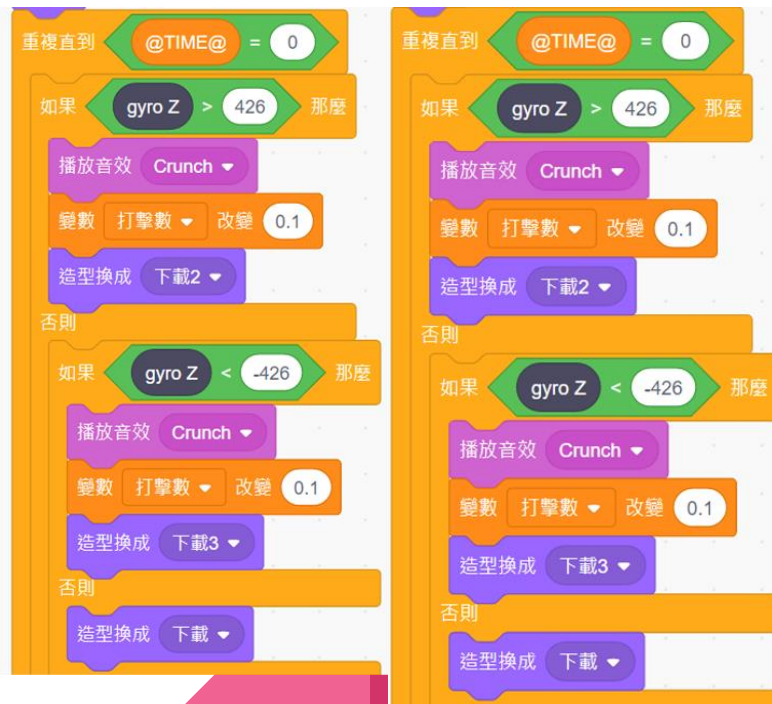 重複直到 @TIME@ = 0
如果 gyro Z > 426 那麼
播放音效 Crunch
變數 打擊數 改變 0.1
造型換成 下載2
否則
如果 gyro Z < -426 那麼
播放音效 Crunch
變數 打擊數 改變 0.1
造型換成 下載3
否則
造型換成 下載
重複直到 @TIME@ = 0
如果 gyro Z > 426 那麼
播放音效 Crunch
變數 打擊數 改變 0.1
造型換成 下載2
否則
如果 gyro Z < -426 那麼
播放音效 Crunch
變數 打擊數 改變 0.1
造型換成 下載3
否則
造型換成 下載